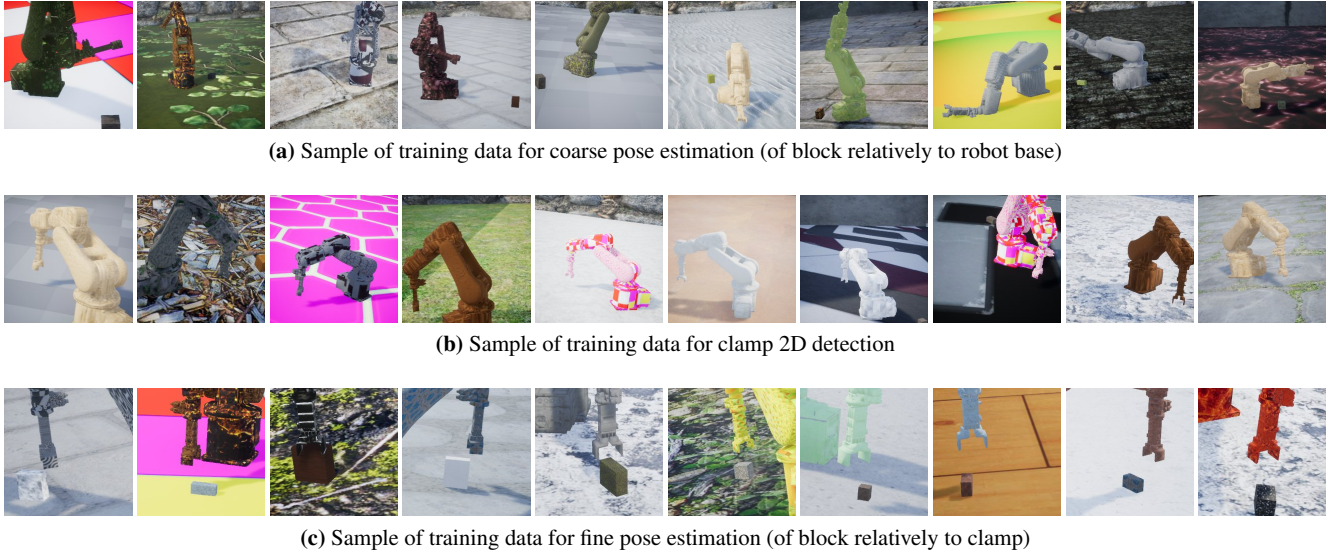 (a) Sample of training data for coarse pose estimation (of block relatively to robot base)
(b) Sample of training data for clamp 2D detection
(c) Sample of training data for fine pose estimation (of block relatively to clamp)